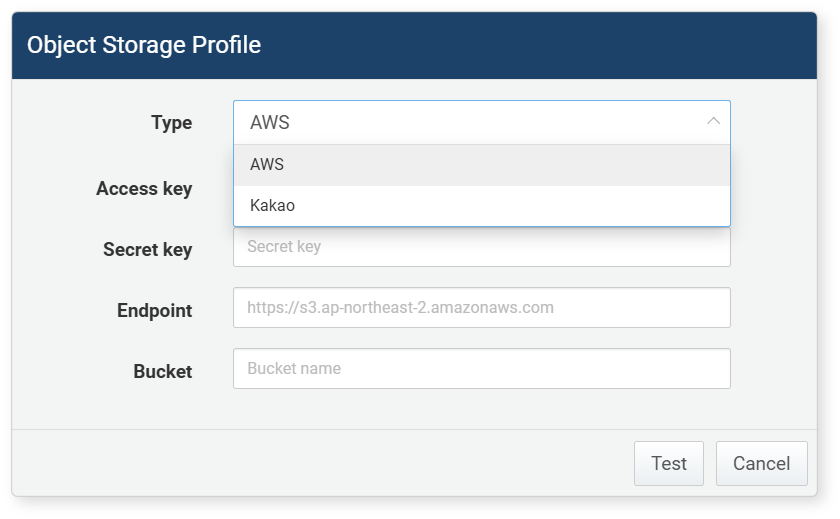 Object Storage Profile
Type AWS
AWS
Access key
Kakao
Secret key Secret key
Endpoint https://s3.ap-northeast-2.amazonaws.com
Bucket Bucket name
Test Cancel